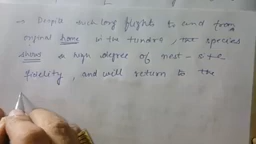 → Despite such long flights to and from
original home in the tundra, the species
shows a high degree of nest-site
fidelity, and will return to the